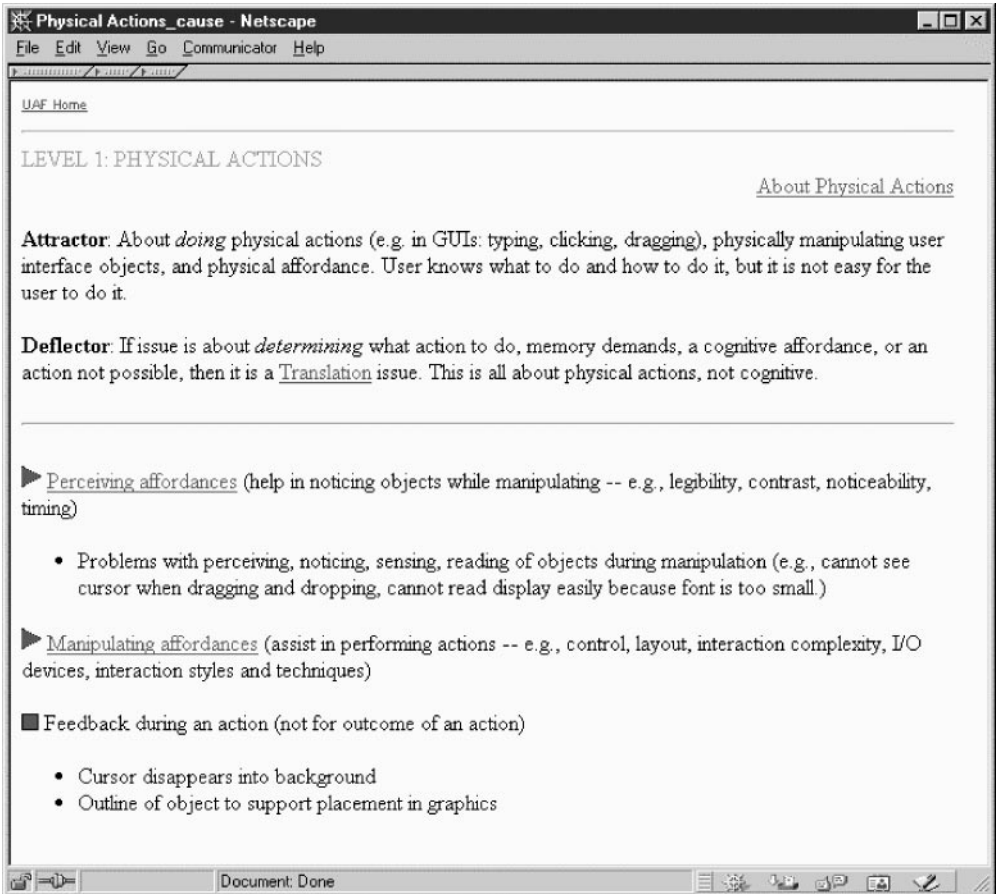 Physical Actions_cause - Netscape
File Edit View Go Communicator Help
UAF Home
LEVEL 1: PHYSICAL ACTIONS
About Physical Actions
Attractor: About doing physical actions (e.g. in GUIs: typing, clicking, dragging), physically manipulating user
interface objects, and physical affordance. User knows what to do and how to do it, but it is not easy for the
user to do it.
Deflector: If issue is about determining what action to do, memory demands, a cognitive affordance, or an
action not possible, then it is a Translation issue. This is all about physical actions, not cognitive.
Perceiving affordances (help in noticing objects while manipulating -- e.g., legibility, contrast, noticeability,
timing)
• Problems with perceiving, noticing, sensing, reading of objects during manipulation (e.g., cannot see
cursor when dragging and dropping, cannot read display easily because font is too small.)
Manipulating affordances (assist in performing actions -- e.g., control, layout, interaction complexity, I/O
devices, interaction styles and techniques)
Feedback during an action (not for outcome of an action)
• Cursor disappears into background
• Outline of object to support placement in graphics
Document: Done